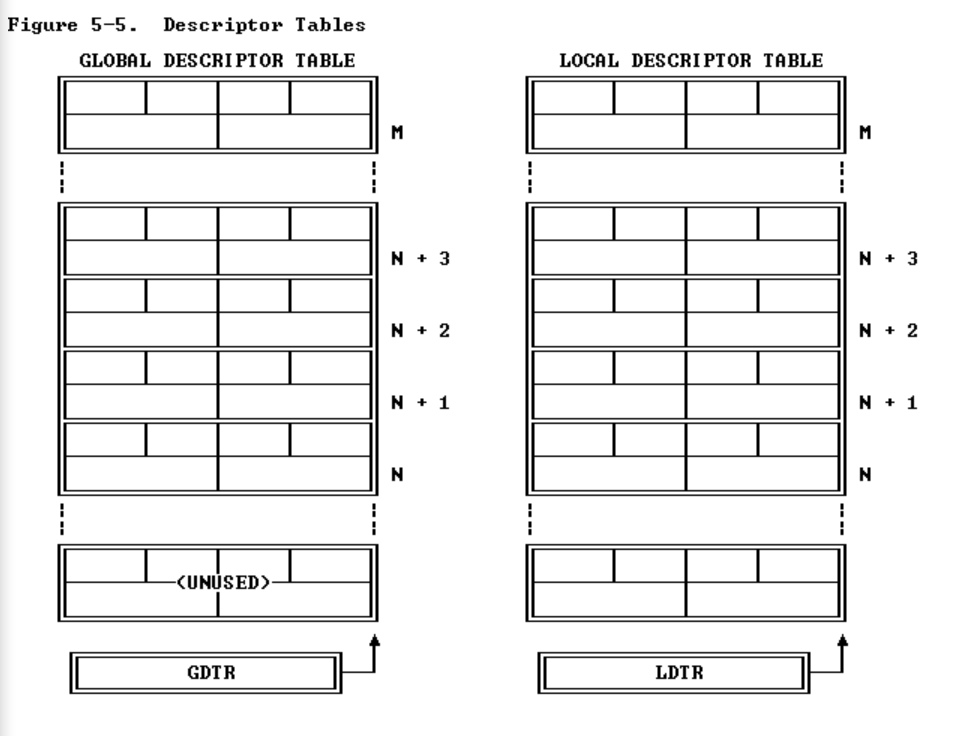 Figure 5-5.  Descriptor Tables
GLOBAL DESCRIPTOR TABLE LOCAL DESCRIPTOR TABLE
M M
N + 3 N + 3
N + 2 N + 2
N + 1 N + 1
N N
<UNUSED>
GDTR LDTR